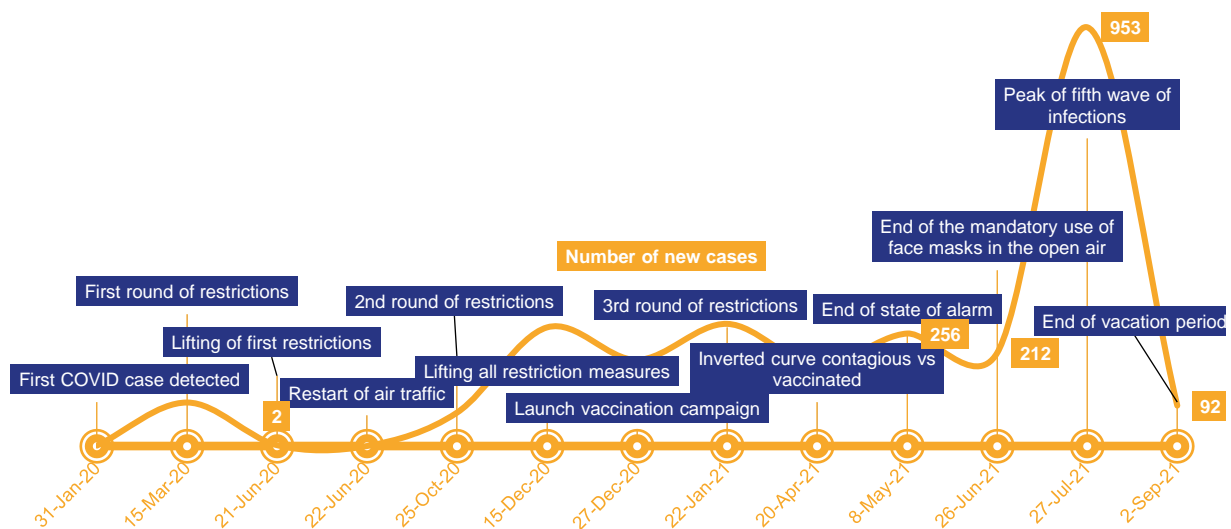 953
Peak of fifth wave of
infections
End of the mandatory use of
face masks in the open air
Number of new cases
First round of restrictions
2nd round of restrictions
3rd round of restrictions
End of state of alarm
256
End of vacation period
Lifting of first restrictions
212
First COVID case detected
Restart of air traffic
Lifting all restriction measures
Inverted curve contagious vs
vaccinated
2
Launch vaccination campaign
92
31-Jan-20
15-Mar-20
21-Jun-20
22-Jun-20
25-Oct-20
15-Dec-20
27-Dec-20
22-Jan-21
20-Apr-21
8-May-21
26-Jun-21
27-Jul-21
2-Sep-21